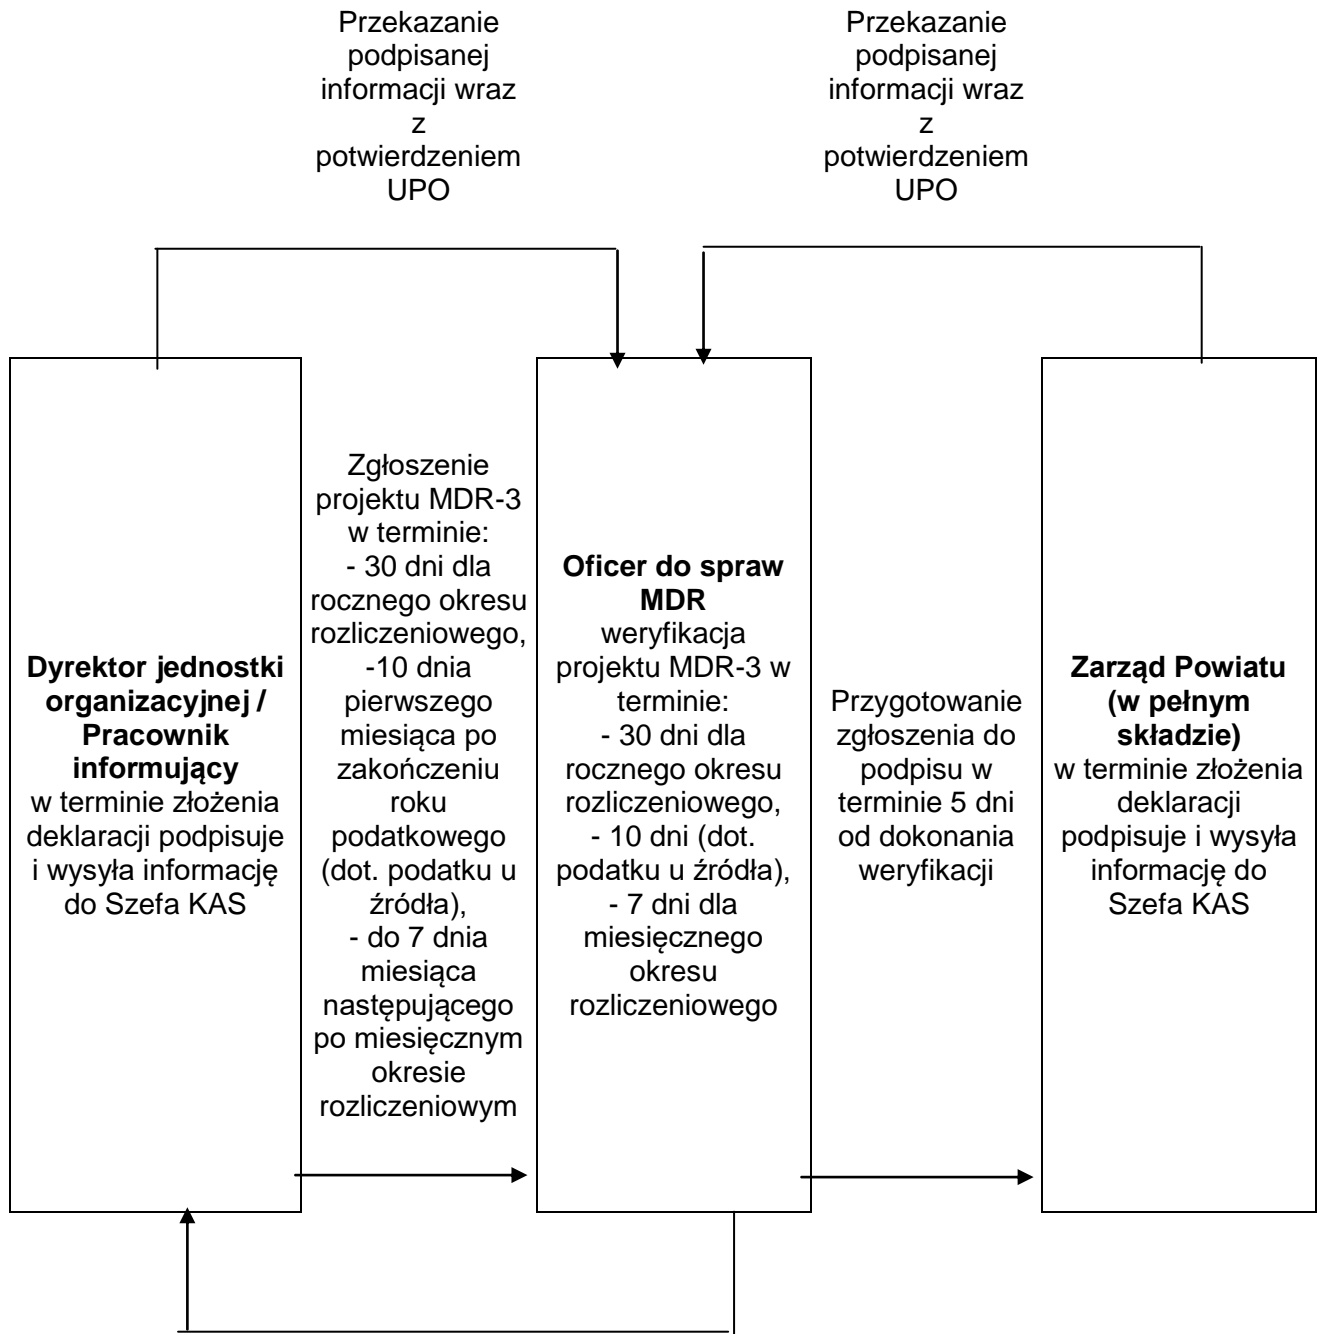 Przekazanie
podpisanej
informacji wraz
z
potwierdzeniem
UPO
Przekazanie
podpisanej
informacji wraz
z
potwierdzeniem
UPO
Dyrektor jednostki
organizacyjnej /
Pracownik
informujący
w terminie złożenia
deklaracji podpisuje
i wysyła informację
do Szefa KAS
Zgłoszenie
projektu MDR-3
w terminie:
- 30 dni dla
rocznego okresu
rozliczeniowego,
-10 dnia
pierwszego
miesiąca po
zakończeniu
roku
podatkowego
(dot. podatku u
źródła),
- do 7 dnia
miesiąca
następującego
po miesięcznym
okresie
rozliczeniowym
Oficer do spraw
MDR
weryfikacja
projektu MDR-3 w
terminie:
- 30 dni dla
rocznego okresu
rozliczeniowego,
- 10 dni (dot.
podatku u źródła),
- 7 dni dla
miesięcznego
okresu
rozliczeniowego
Przygotowanie
zgłoszenia do
podpisu w
terminie 5 dni
od dokonania
weryfikacji
Zarząd Powiatu
(w pełnym
składzie)
w terminie złożenia
deklaracji
podpisuje i wysyła
informację do
Szefa KAS